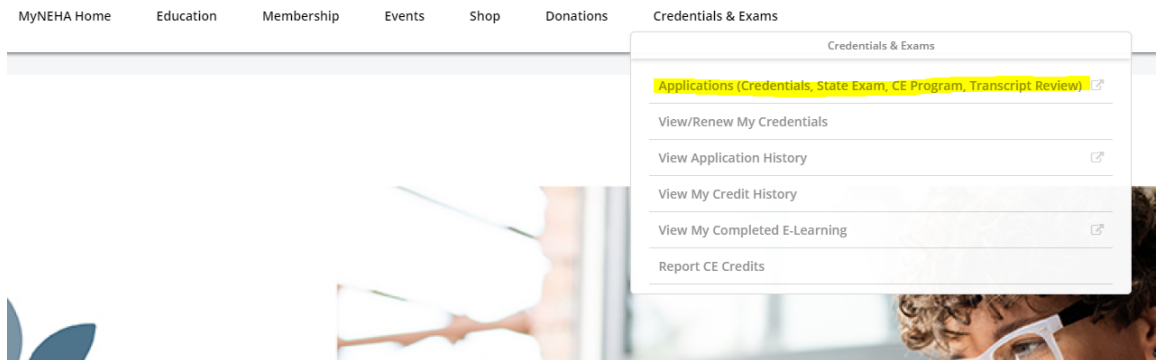 MyNEHA Home Education Membership Events Shop Donations Credentials & Exams
Credentials & Exams
Applications (Credentials, State Exam, CE Program, Transcript Review)
View/Renew My Credentials
View Application History
View My Credit History
View My Completed E-Learning
Report CE Credits